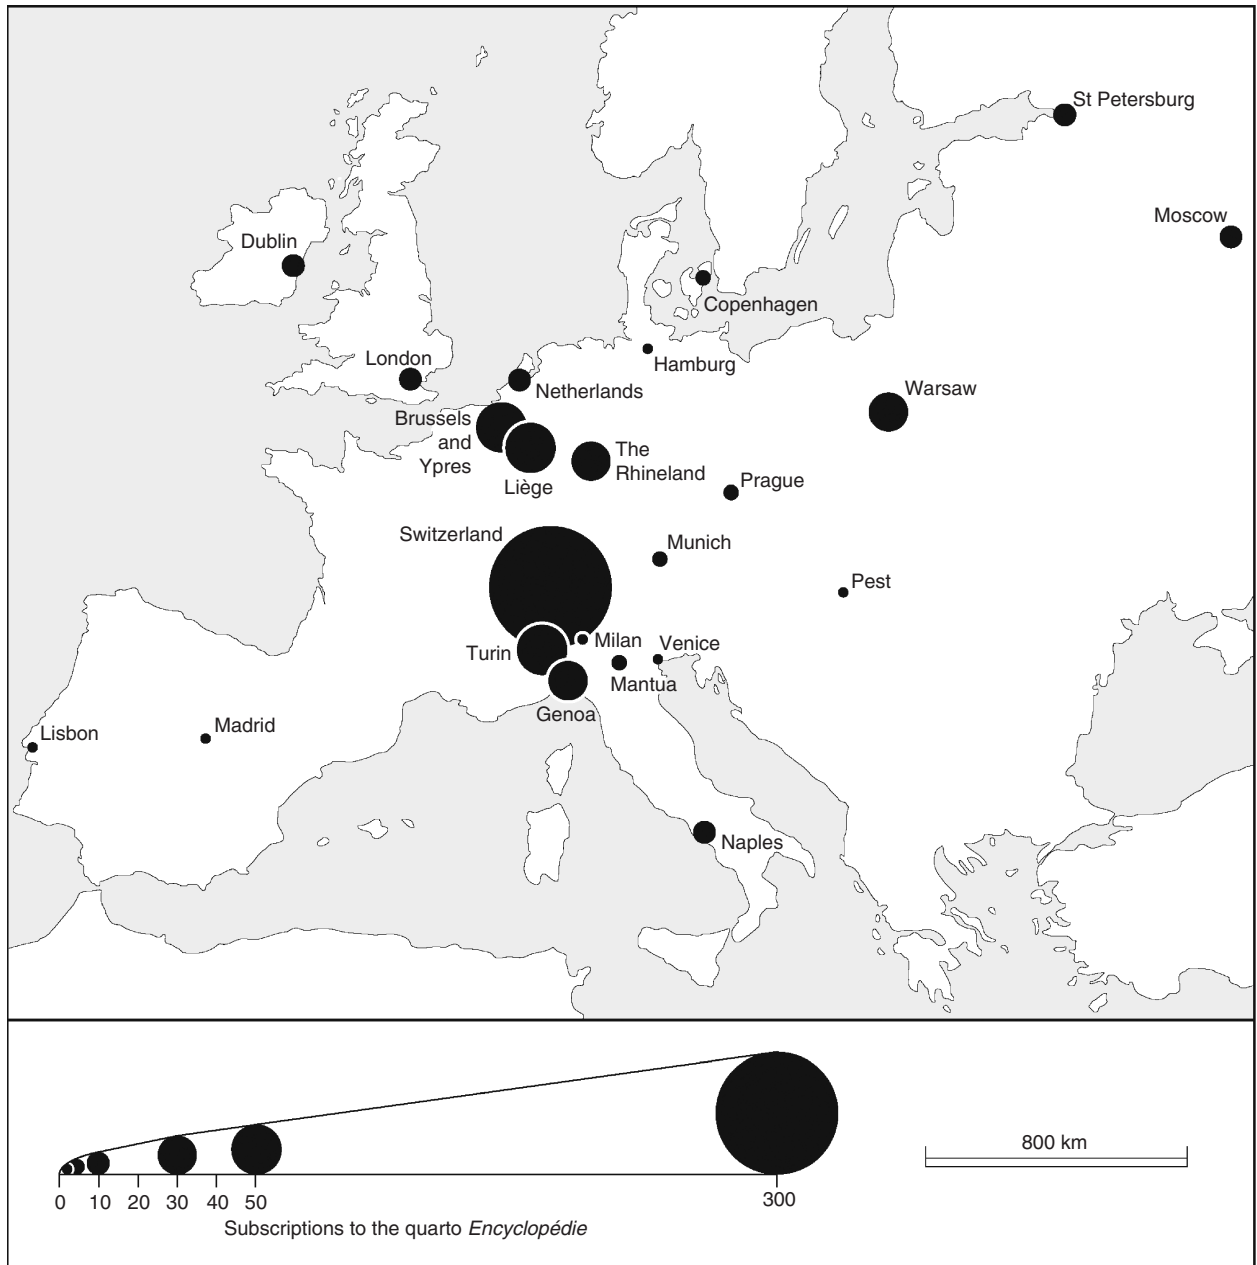 St Petersburg
Moscow
Dublin
Copenhagen
London
Hamburg
Netherlands
Warsaw
Brussels
and
Ypres
The
Rhineland
Liège
Prague
Switzerland
Munich
Pest
Turin
Milan
Venice
Mantua
Genoa
Lisbon
Madrid
Naples
800 km
0 10 20 30 40 50 300
Subscriptions to the quarto Encyclopédie